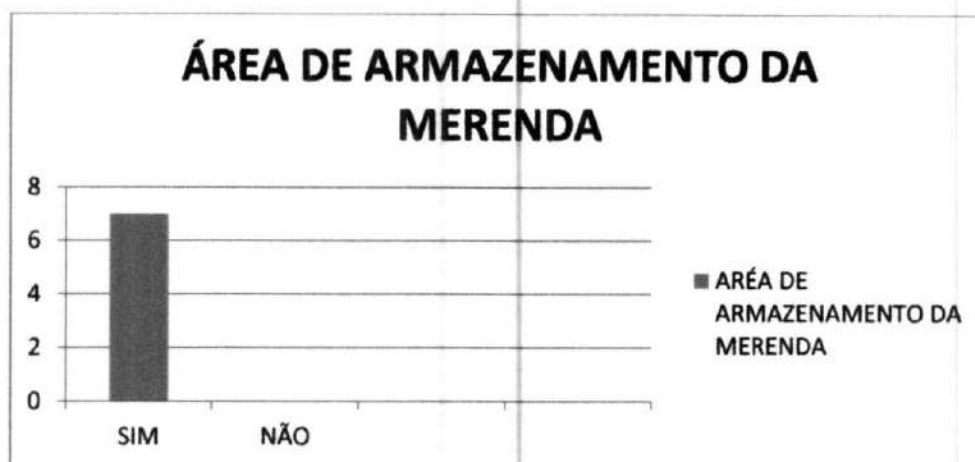 ÁREA DE ARMAZENAMENTO DA
MERENDA
8
6
4
2
0
SIM
NÃO
ARÉA DE
ARMAZENAMENTO DA
MERENDA